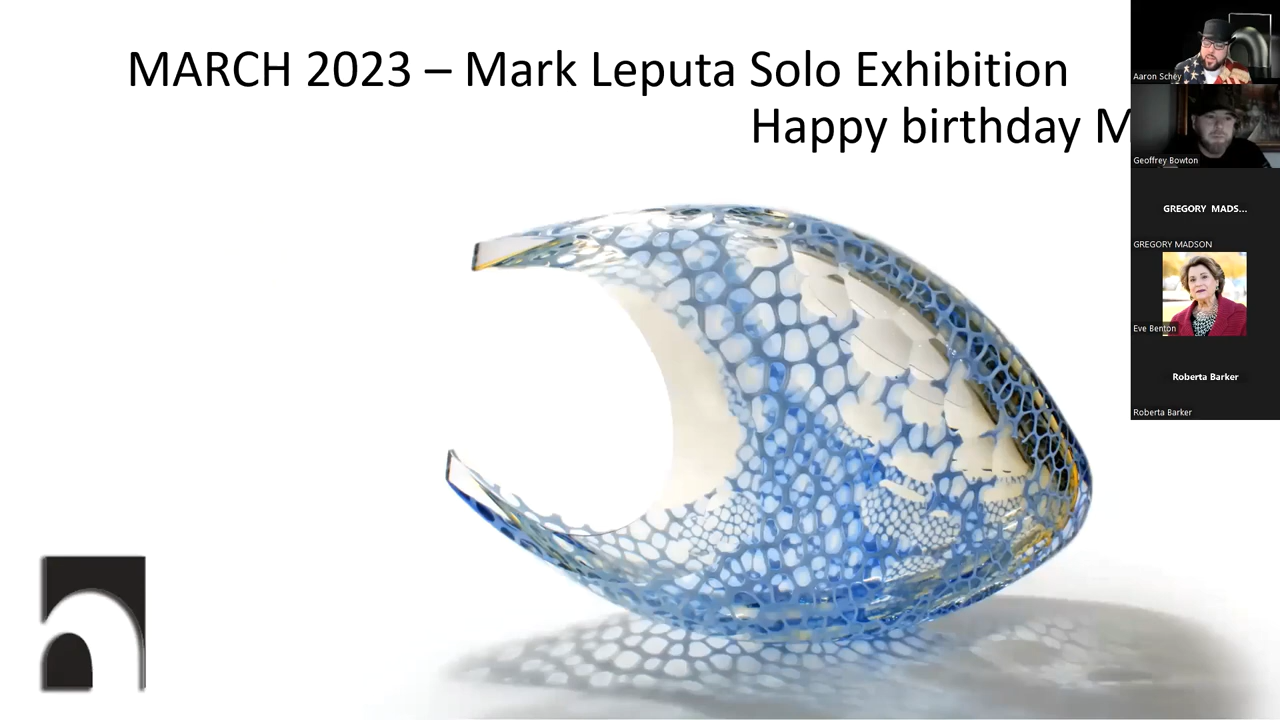 MARCH 2023 – Mark Leputa Solo Exhibition
Happy birthday M
Aaron Schey
Geoffrey Bowton
GREGORY MADS...
GREGORY MADSON
Eve Benton
Roberta Barker
Roberta Barker